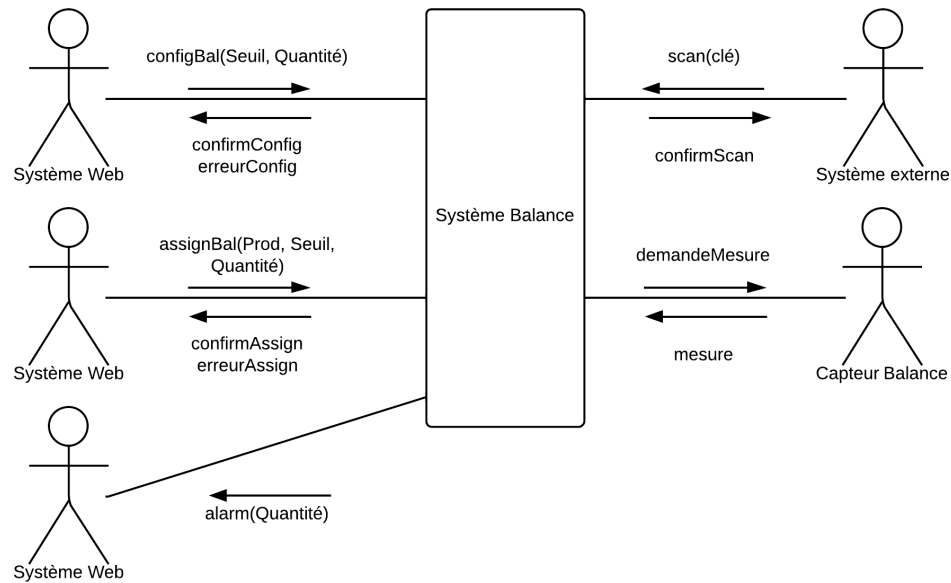 configBal(Seuil, Quantité)
scan(clé)
confirmConfig
erreurConfig
confirmScan
Système Web
Système externe
Système Balance
assignBal(Prod, Seuil,
Quantité)
demandeMesure
confirmAssign
erreurAssign
mesure
Système Web
Capteur Balance
alarm(Quantité)
Système Web